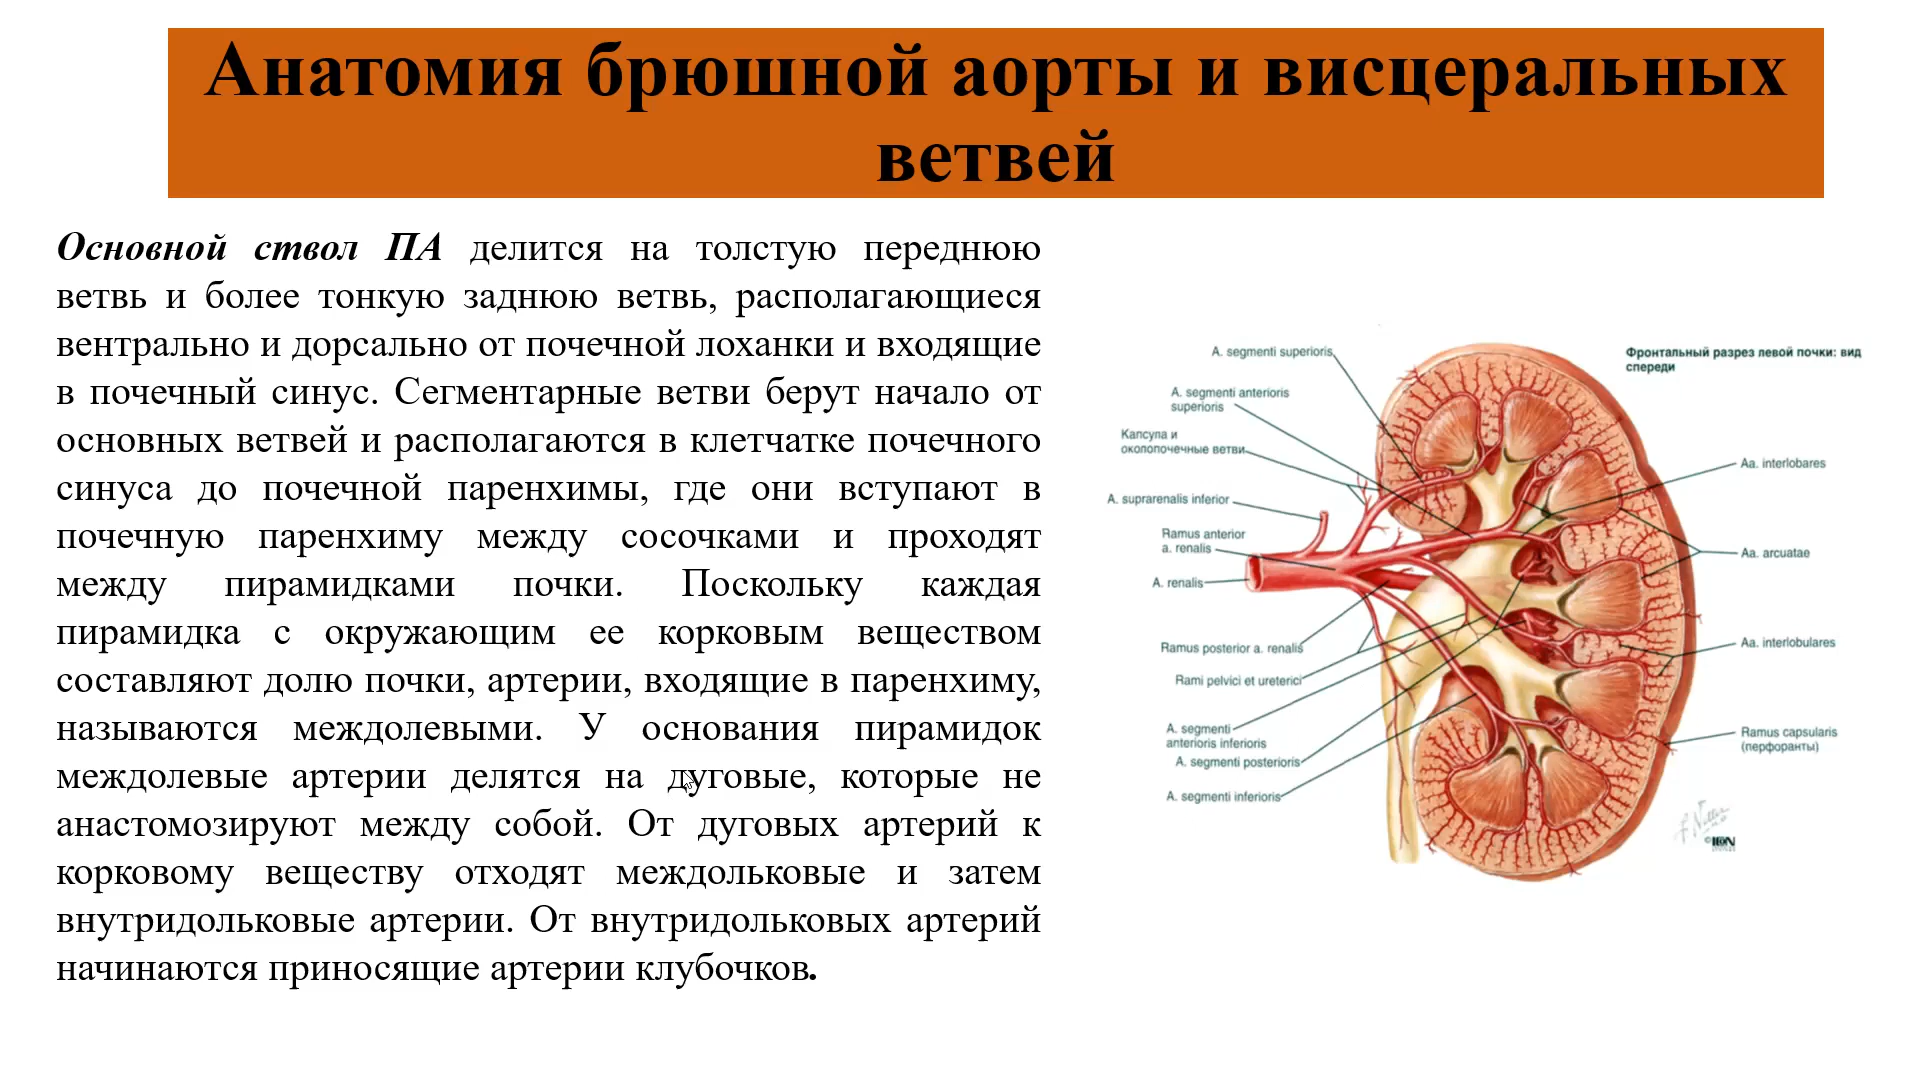 Анатомия брюшной аорты и висцеральных
ветвей
Основной ствол ПА делится на толстую переднюю
ветвь и более тонкую заднюю ветвь, располагающиеся
вентрально и дорсально от почечной лоханки и входящие
в почечный синус. Сегментарные ветви берут начало от
основных ветвей и располагаются в клетчатке почечного
синуса до почечной паренхимы, где они вступают в
почечную паренхиму между сосочками и проходят
между пирамидками почки. Поскольку каждая
пирамидка с окружающим ее корковым веществом
составляют долю почки, артерии, входящие в паренхиму,
называются междолевыми. У основания пирамидок
междолевые артерии делятся на дуговые, которые не
анастомозируют между собой. От дуговых артерий к
корковому веществу отходят междольковые и затем
внутридольковые артерии. От внутридольковых артерий
начинаются приносящие артерии клубочков.
Фронтальный разрез левой почки: вид
спереди
A. segmenti superioris
A. segmenti anterioris
superioris
Капсула и
околопочечные ветви
A. suprarenalis inferior
Ramus anterior
a. renalis
A. renalis
Ramus posterior a. renalis
Rami pelvici et ureterici
A. segmenti
anterioris inferioris
A. segmenti posterioris
A. segmenti inferioris
Aa. interlobares
Aa. arcuatae
Aa. interlobulares
Ramus capsularis
(перфоранты)
F. Netter
©ICON